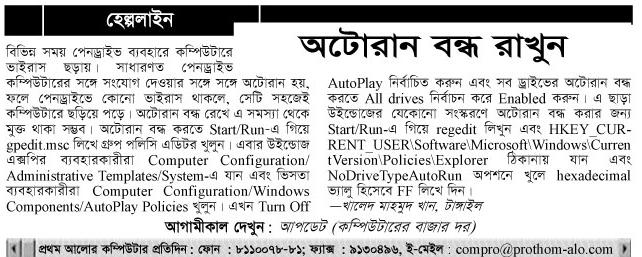 হেল্পলাইন
অটোরান বন্ধ রাখুন
বিভিন্ন সময় পেনড্রাইভ ব্যবহারে কম্পিউটারে
ভাইরাস ছড়ায়। সাধারণত পেনড্রাইভ
কম্পিউটারের সঙ্গে সংযোগ দেওয়ার সঙ্গে সঙ্গে অটোরান হয়,
ফলে পেনড্রাইভে কোনো ভাইরাস থাকলে, সেটি সহজেই
কম্পিউটারে ছড়িয়ে পড়ে। অটোরান বন্ধ রেখে এ সমস্যা থেকে
মুক্ত থাকা সম্ভব। অটোরান বন্ধ করতে Start/Run-এ গিয়ে
gpedit.msc লিখে গ্রুপ পলিসি এডিটর খুলুন। এবার উইন্ডোজ
এক্সপির ব্যবহারকারীরা Computer Configuration/
Administrative Templates/System-এ যান এবং ভিসতা
ব্যবহারকারীরা Computer Configuration/Windows
Components/AutoPlay Policies খুলুন। এখন Turn Off
AutoPlay নির্বাচিত করুন এবং সব ড্রাইভের অটোরান বন্ধ
করতে All drives নির্বাচন করে Enabled করুন। এ ছাড়া
উইন্ডোজের যেকোনো সংস্করণে অটোরান বন্ধ করার জন্য
Start/Run-এ গিয়ে regedit লিখুন এবং HKEY_CUR-
RENT_USER\Software\Microsoft\Windows\Curren
tVersion\Policies\Explorer ঠিকানায় যান এবং
NoDriveTypeAutoRun অপশনে খুলে hexadecimal
ভ্যালু হিসেবে FF লিখে দিন।
—খালেদ মাহমুদ খান, টাঙ্গাইল
আগামীকাল দেখুন : আপডেট (কম্পিউটারের বাজার দর)
প্রথম আলোর কম্পিউটার প্রতিদিন : ফোন : ৮১১০০৭৮-৮১; ফ্যাক্স : ৯১৩০৪৯৬, ই-মেইল : compro@prothom-alo.com